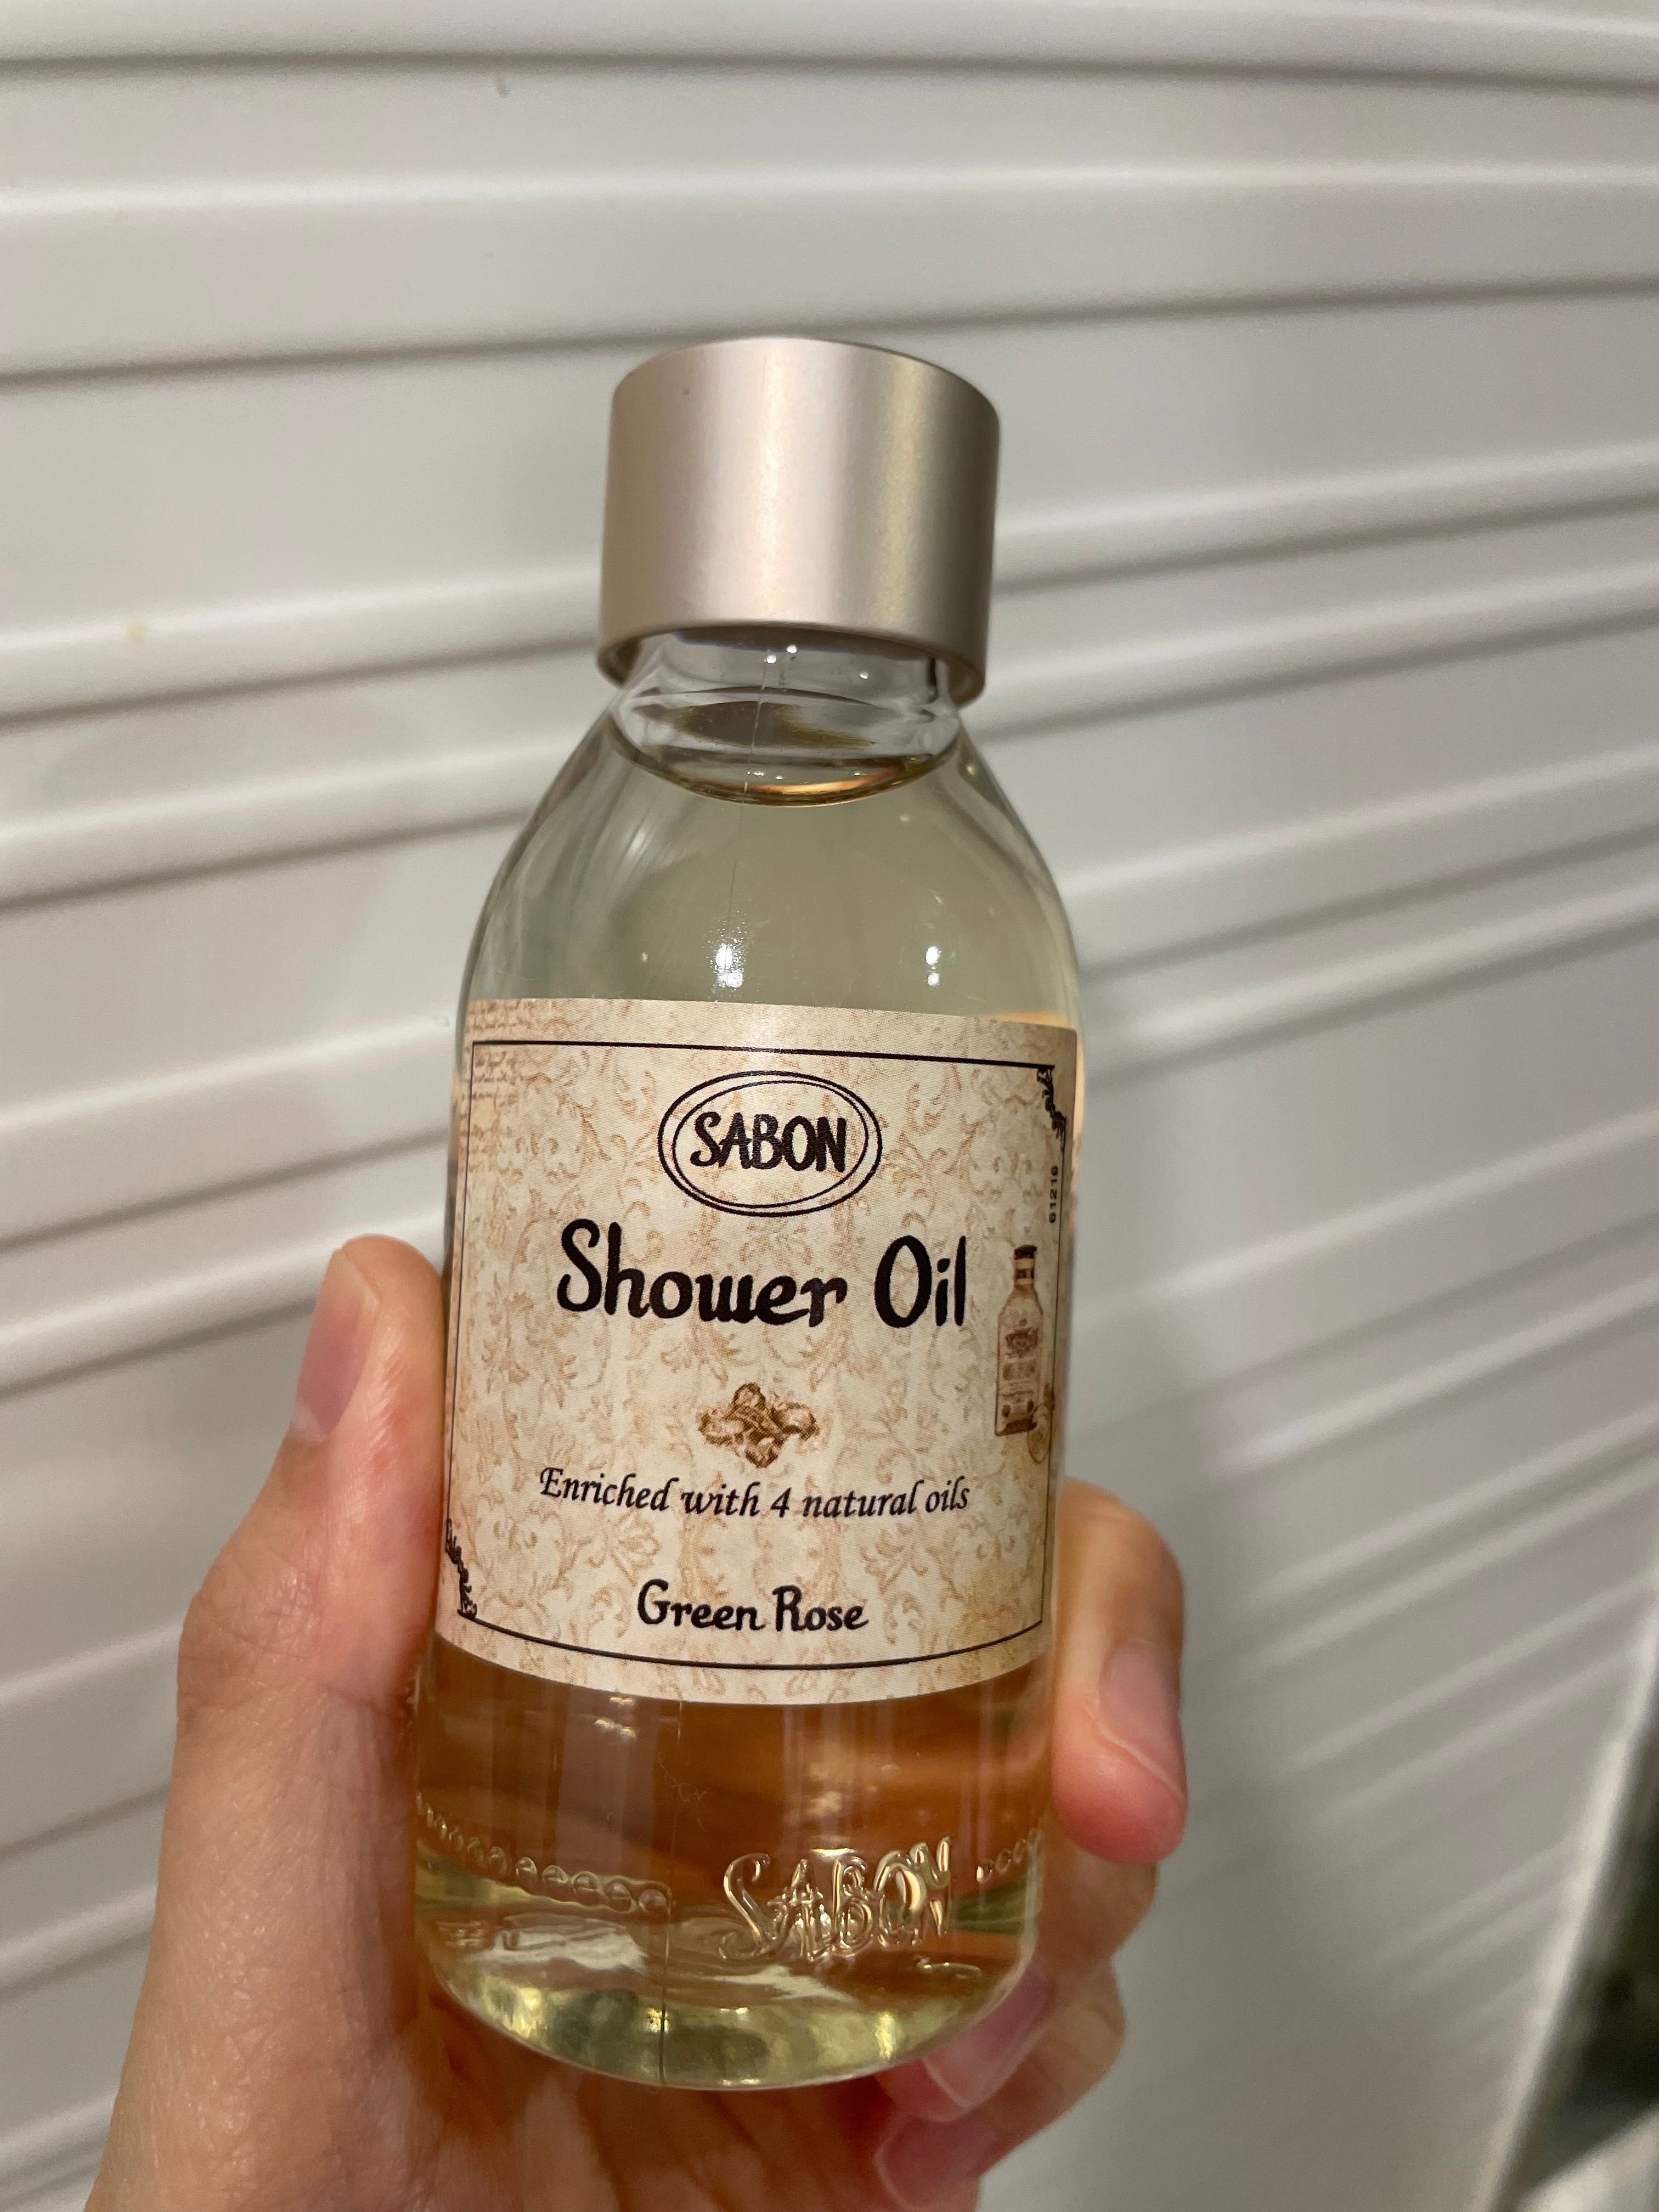 SABON
Shower Oil
61216
Enriched with 4 natural oils
Green Rose
SABON